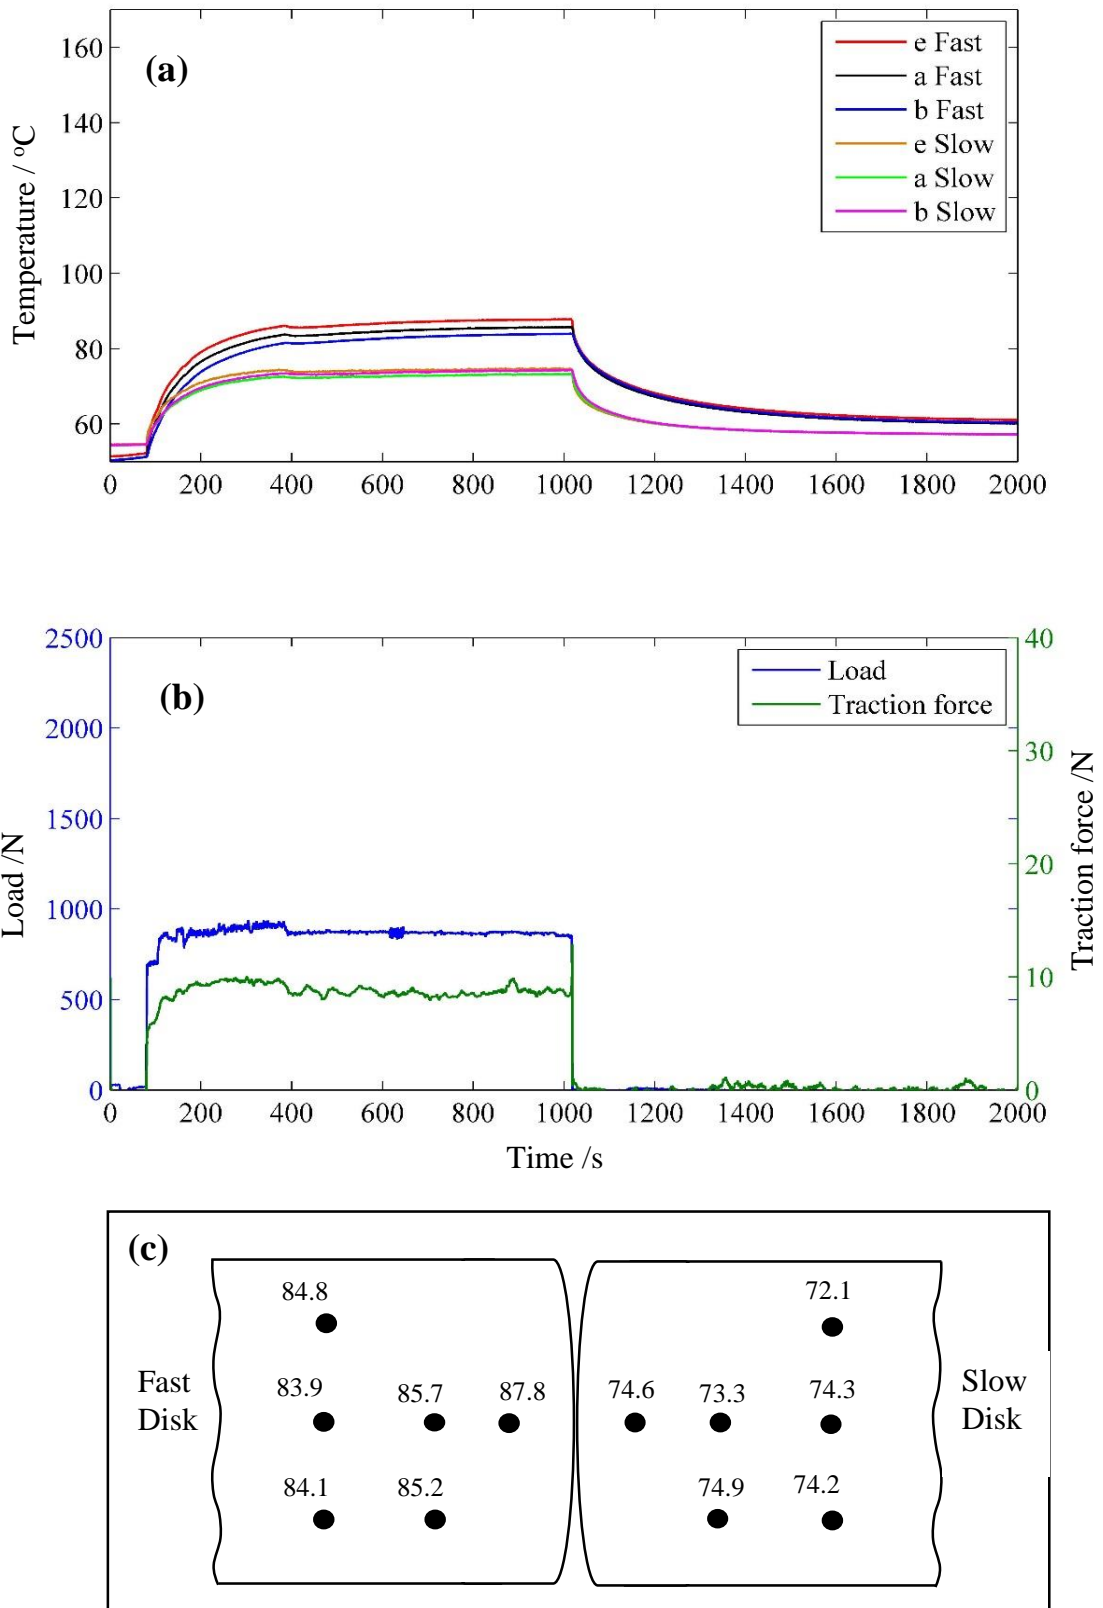 (a)
Temperature / °C
160
140
120
100
80
60
0 200 400 600 800 1000 1200 1400 1600 1800 2000
e Fast
a Fast
b Fast
e Slow
a Slow
b Slow
(b)
Load /N
2500
2000
1500
1000
500
0
Load
Traction force
40
30
20
10
0
Traction force /N
0 200 400 600 800 1000 1200 1400 1600 1800 2000
Time /s
(c)
84.8
72.1
Fast
Disk
83.9 85.7 87.8 74.6 73.3 74.3
Slow
Disk
84.1 85.2 74.9 74.2